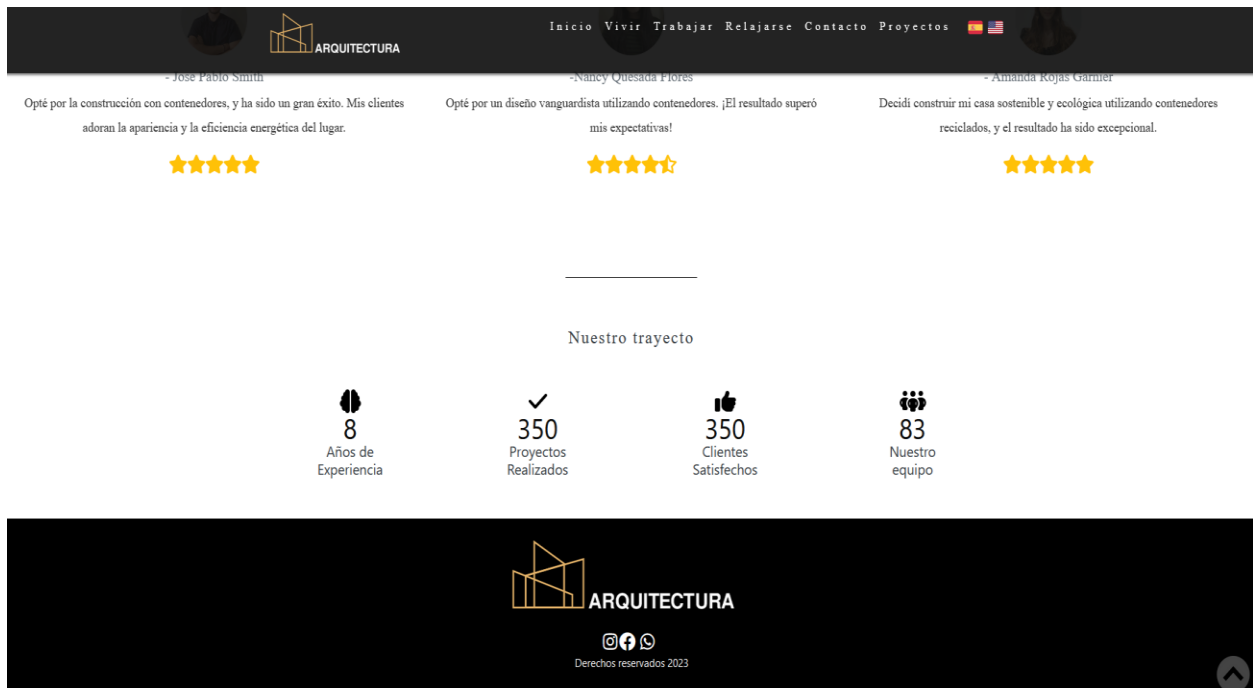 Inicio Vivir Trabajar Relajarse Contacto Proyectos
ARQUITECTURA
- Jose Pablo Smith
Opté por la construcción con contenedores, y ha sido un gran éxito. Mis clientes
adoran la apariencia y la eficiencia energética del lugar.
-Nancy Quesada Flores
Opté por un diseño vanguardista utilizando contenedores. ¡El resultado superó
mis expectativas!
- Amanda Rojas Garnier
Decidi construir mi casa sostenible y ecológica utilizando contenedores
reciclados, y el resultado ha sido excepcional.
Nuestro trayecto
8
Años de
Experiencia
350
Proyectos
Realizados
350
Clientes
Satisfechos
83
Nuestro
equipo
ARQUITECTURA
Derechos reservados 2023